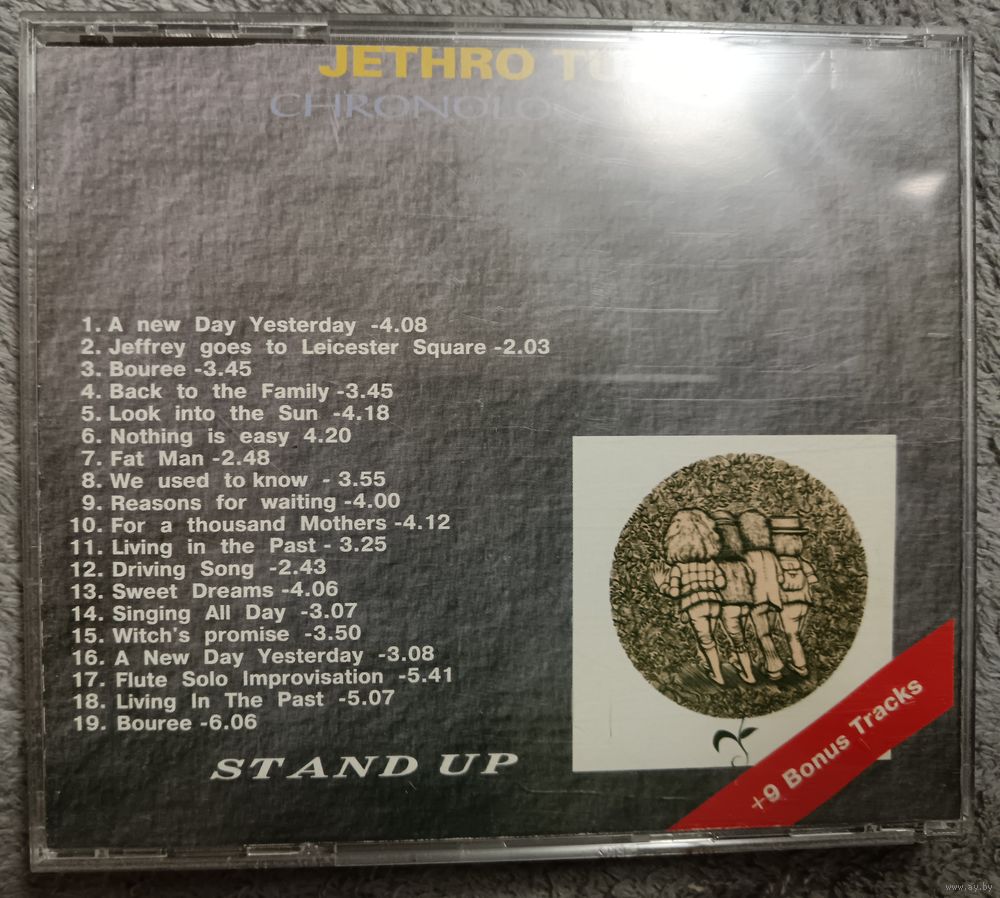 JETHRO
1. A new Day Yesterday -4.08
2. Jeffrey goes to Leicester Square -2.03
3. Bouree -3.45
4. Back to the Family -3.45
5. Look into the Sun -4.18
6. Nothing is easy 4.20
7. Fat Man -2.48
8. We used to know - 3.55
9. Reasons for waiting -4.00
10. For a thousand Mothers -4.12
11. Living in the Past - 3.25
12. Driving Song -2.43
13. Sweet Dreams -4.06
14. Singing All Day -3.07
15. Witch's promise -3.50
16. A New Day Yesterday -3.08
17. Flute Solo Improvisation -5.41
18. Living In The Past -5.07
19. Bouree -6.06
STAND UP
+9 Bonus Tracks
www.ay.by